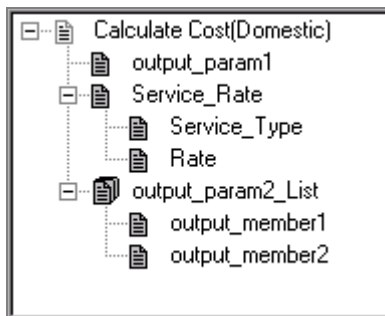 Calculate Cost(Domestic)
output_param1
Service_Rate
Service_Type
Rate
output_param2_List
output_member1
output_member2